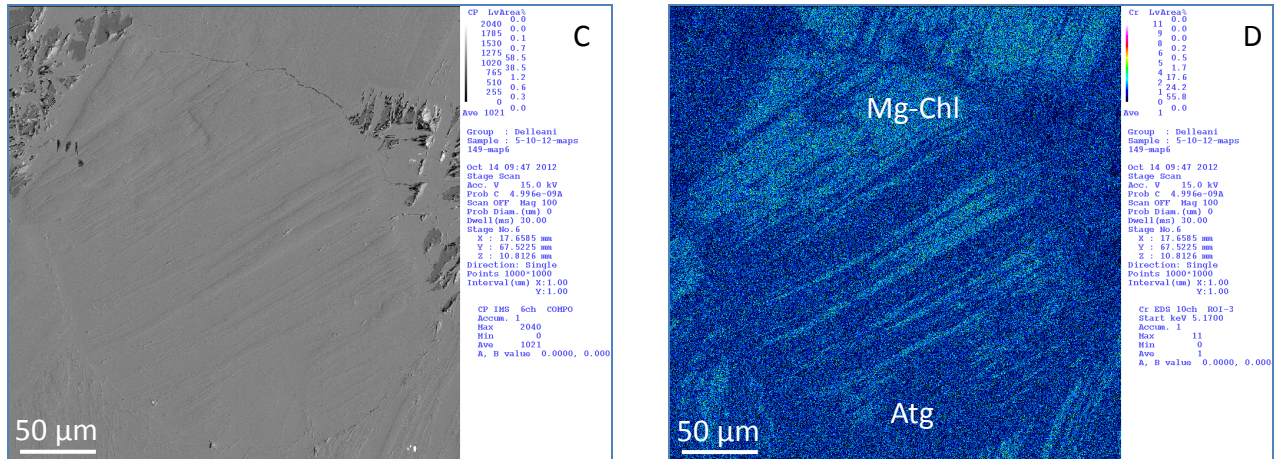 CP LvArea%
2040 0.0
1785 0.0
1530 0.1
1275 0.7
1020 58.5
765 38.5
510 1.2
255 0.6
0 0.3
Ave 1021 0.0
Group : Delleani
Sample : 5-10-12-maps
149-map6
Oct 14 09:47 2012
Stage Scan
Acc. V 15.0 kV
Prob C 4.996e-09A
Scan OFF Mag 100
Prob Diam.(um) 0
Dwell(ms) 30.00
Stage No.6
X : 17.6585 mm
Y : 67.5225 mm
Z : 10.8126 mm
Direction: Single
Points 1000*1000
Interval(um) X:1.00
Y:1.00
CP IMS 6ch COMPO
Accum. 1
Max 2040
Min 0
Ave 1021
A, B value 0.0000, 0.000
C
50 µm
Cr LvArea%
11 0.0
9 0.0
8 0.0
6 0.2
5 0.5
4 1.7
2 17.6
1 24.2
0 55.8
Ave 1 0.0
Group : Delleani
Sample : 5-10-12-maps
149-map6
Oct 14 09:47 2012
Stage Scan
Acc. V 15.0 kV
Prob C 4.996e-09A
Scan OFF Mag 100
Prob Diam.(um) 0
Dwell(ms) 30.00
Stage No.6
X : 17.6585 mm
Y : 67.5225 mm
Z : 10.8126 mm
Direction: Single
Points 1000*1000
Interval(um) X:1.00
Y:1.00
Cr EDS 10ch ROI-3
Start keV 5.1700
Accum. 1
Max 11
Min 0
Ave 1
A, B value 0.0000, 0.000
D
Mg-Chl
Atg
50 µm